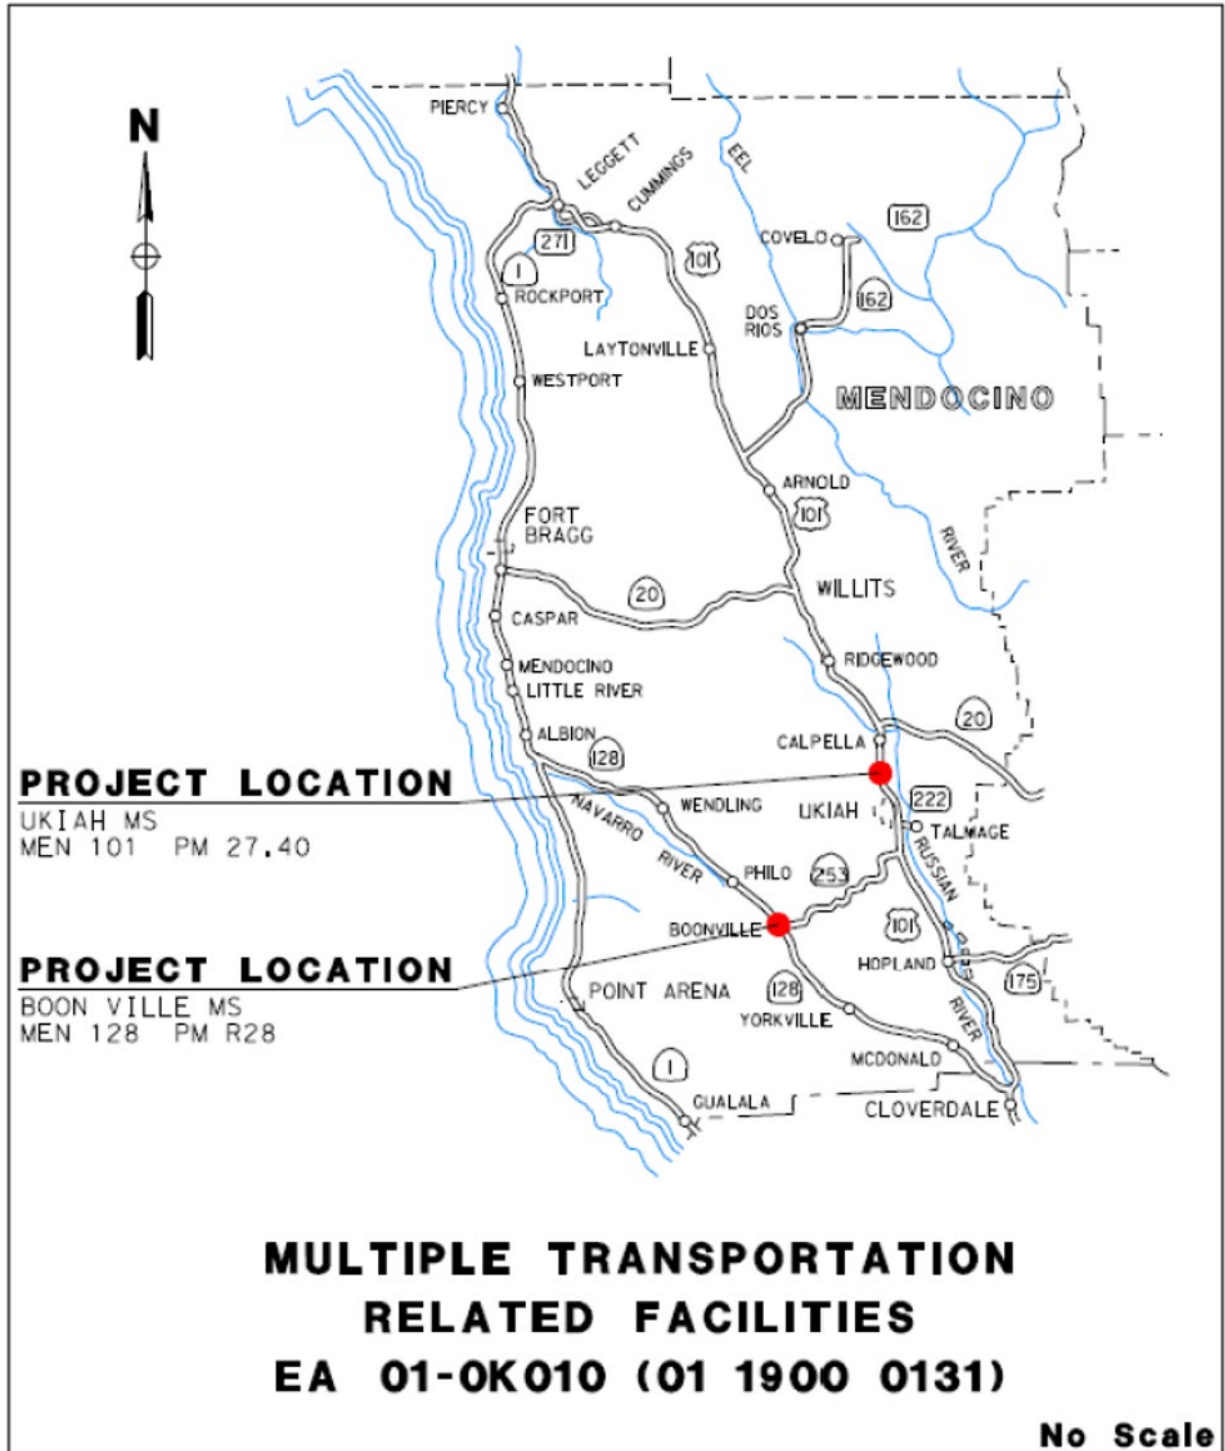 N
PIERCY
LEGGETT
CUMMINGS
EEL
162
COVELO
271
101
1
ROCKPORT
162
DOS
RIOS
LAYTONVILLE
WESTPORT
MENDOCINO
ARNOLD
101
FORT
BRAGG
RIVER
20
WILLITS
CASPAR
MENDOCINO
RIDGEWOOD
LITTLE RIVER
20
ALBION
CALPELLA
128
PROJECT LOCATION
UKIAH MS
MEN 101 PM 27.40
NAVARRO
WENDLING
UKIAH
222
TALMAGE
RIVER
PHILO
253
RUSSIAN
BOONVILLE
101
HOPLAND
PROJECT LOCATION
BOON VILLE MS
MEN 128 PM R28
POINT ARENA
128
175
YORKVILLE
RIVER
MCDONALD
1
GUALALA
CLOVERDALE
MULTIPLE TRANSPORTATION
RELATED FACILITIES
EA 01-0K010 (01 1900 0131)
No Scale